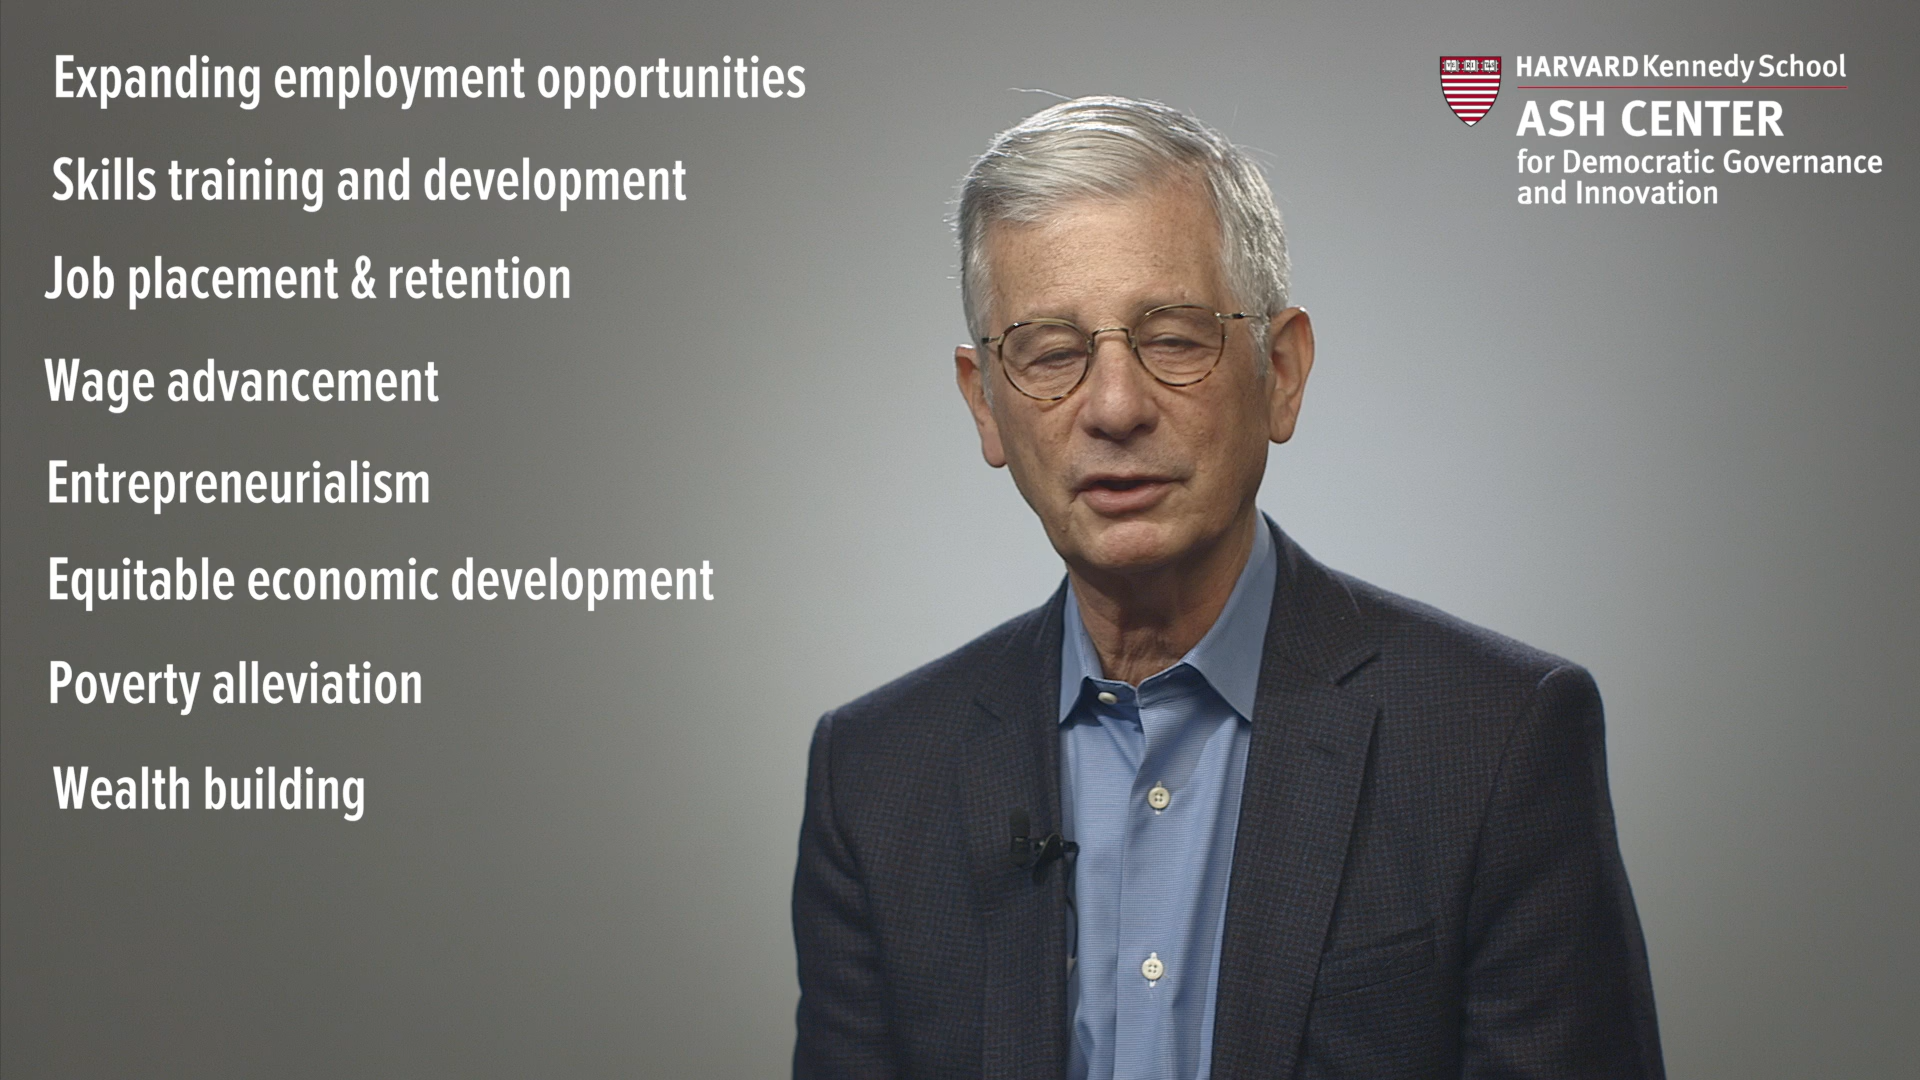 Expanding employment opportunities
Skills training and development
Job placement & retention
Wage advancement
Entrepreneurialism
Equitable economic development
Poverty alleviation
Wealth building
HARVARD Kennedy School
ASH CENTER
for Democratic Governance
and Innovation